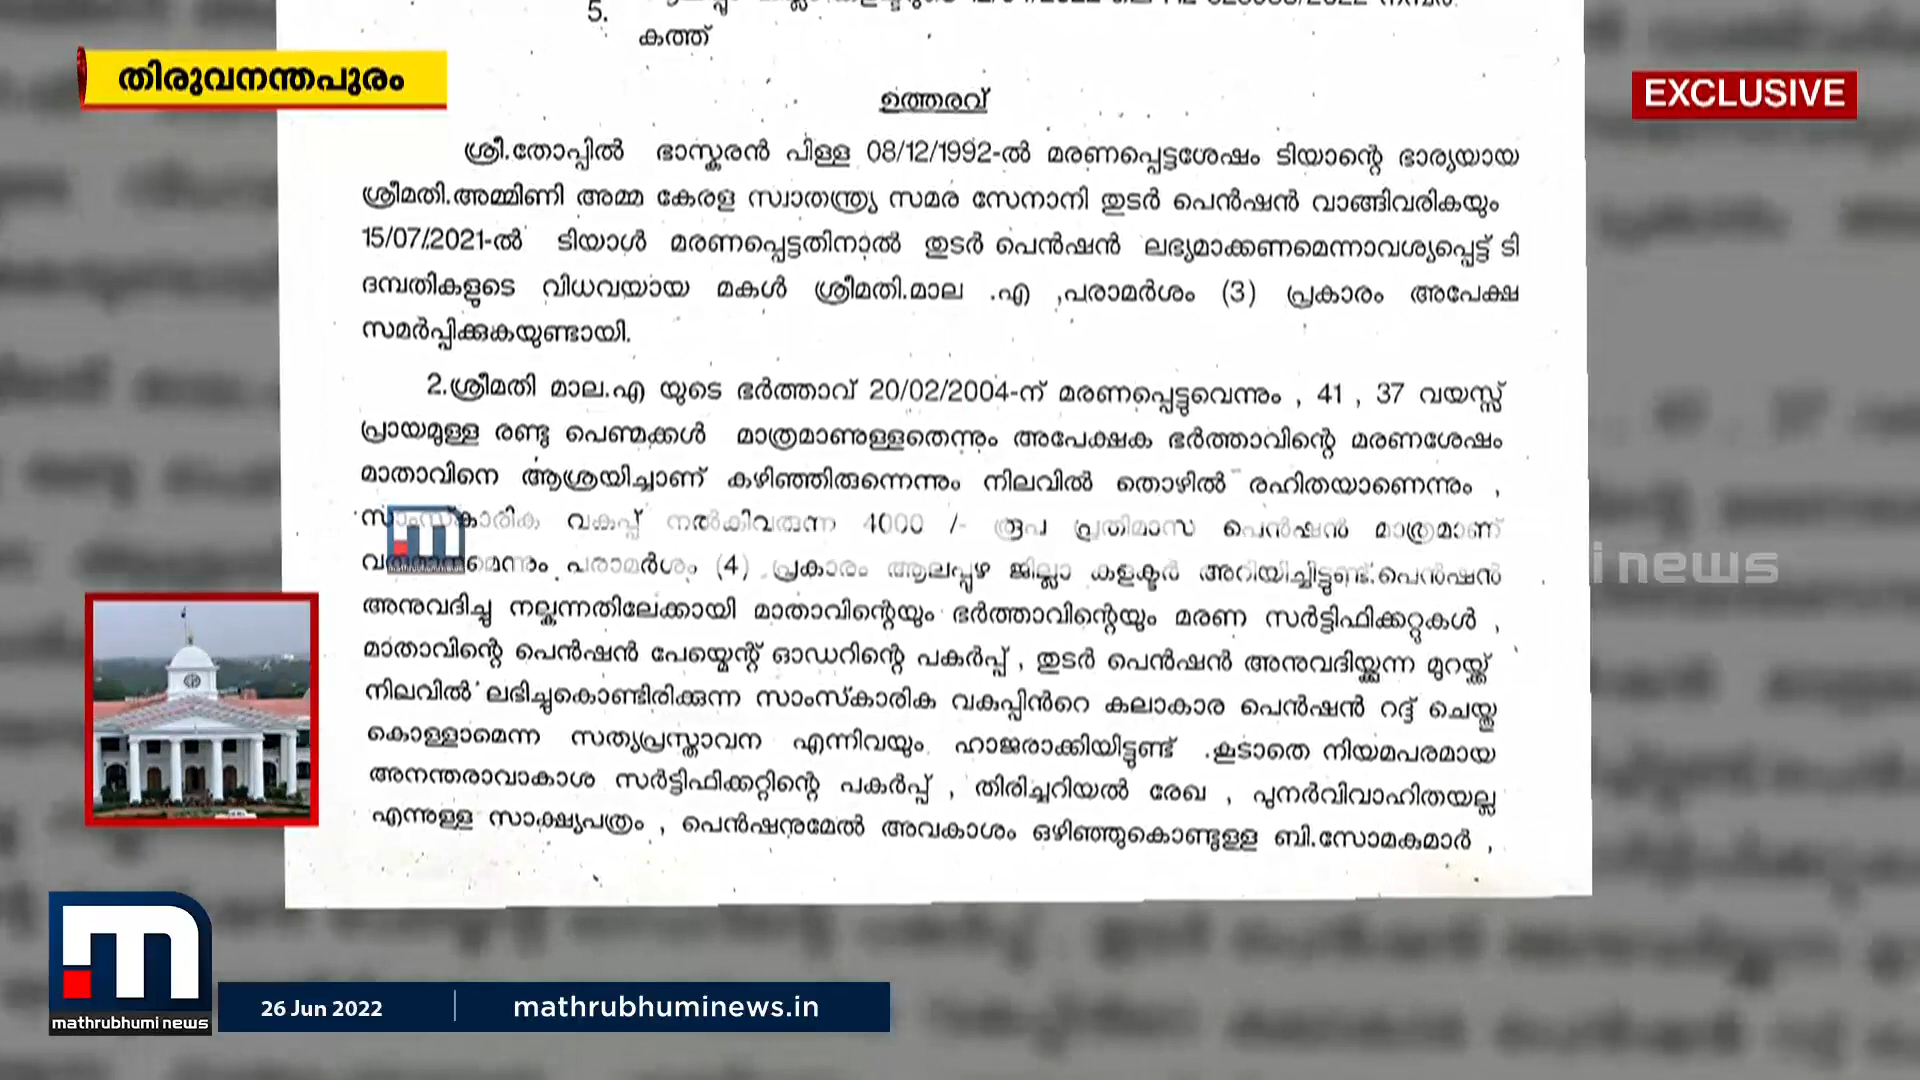 തിരുവനന്തപുരം
EXCLUSIVE
5.
കത്ത്
ഉത്തരവ്
ശ്രീ.തോപ്പിൽ ഭാസ്കരൻ പിള്ള 08/12/1992-ൽ മരണപ്പെട്ടശേഷം ടിയാന്റെ ഭാര്യയായ
ശ്രീമതി.അമ്മിണി അമ്മ കേരള സ്വാതന്ത്ര്യ സമര സേനാനി തുടർ പെൻഷൻ വാങ്ങിവരികയും
15/07/2021-ൽ ടിയാൾ മരണപ്പെട്ടതിനാൽ തുടർ പെൻഷൻ ലഭ്യമാക്കണമെന്നാവശ്യപ്പെട്ട് ടി
ദമ്പതികളുടെ വിധവയായ മകൾ ശ്രീമതി.മാല .എ ,പരാമർശം (3) പ്രകാരം അപേക്ഷ
സമർപ്പിക്കുകയുണ്ടായി.
2.ശ്രീമതി മാല.എ യുടെ ഭർത്താവ് 20/02/2004-ന് മരണപ്പെട്ടുവെന്നും , 41 , 37 വയസ്സ്
പ്രായമുള്ള രണ്ടു പെണ്മക്കൾ മാത്രമാണുള്ളതെന്നും അപേക്ഷക ഭർത്താവിന്റെ മരണശേഷം
മാതാവിനെ ആശ്രയിച്ചാണ് കഴിഞ്ഞിരുന്നെന്നും നിലവിൽ തൊഴിൽ രഹിതയാണെന്നും ,
സാംസ്കാരിക വകുപ്പ് നൽകിവരുന്ന 4000 /- രൂപ പ്രതിമാസ പെൻഷൻ മാത്രമാണ്
വരുമാനമെന്നും പരാമർശം (4) പ്രകാരം ആലപ്പുഴ ജില്ലാ കളക്ടർ അറിയിച്ചിട്ടുണ്ട്.പെൻഷൻ
അനുവദിച്ചു നല്കുന്നതിലേക്കായി മാതാവിന്റെയും ഭർത്താവിന്റെയും മരണ സർട്ടിഫിക്കറ്റുകൾ ,
മാതാവിന്റെ പെൻഷൻ പേയ്മെന്റ് ഓഡറിന്റെ പകർപ്പ് , തുടർ പെൻഷൻ അനുവദിയ്ക്കുന്ന മുറയ്ക്ക്
നിലവിൽ ലഭിച്ചുകൊണ്ടിരിക്കുന്ന സാംസ്കാരിക വകുപ്പിൻറെ കലാകാര പെൻഷൻ റദ്ദ് ചെയ്തു
കൊള്ളാമെന്ന സത്യപ്രസ്താവന എന്നിവയും ഹാജരാക്കിയിട്ടുണ്ട് .കൂടാതെ നിയമപരമായ
അനന്തരാവകാശ സർട്ടിഫിക്കറ്റിന്റെ പകർപ്പ് , തിരിച്ചറിയൽ രേഖ , പുനർവിവാഹിതയല്ല
എന്നുള്ള സാക്ഷ്യപത്രം , പെൻഷനുമേൽ അവകാശം ഒഴിഞ്ഞുകൊണ്ടുള്ള ബി.സോമകുമാർ ,
i news
mathrubhumi news
26 Jun 2022
mathrubhuminews.in